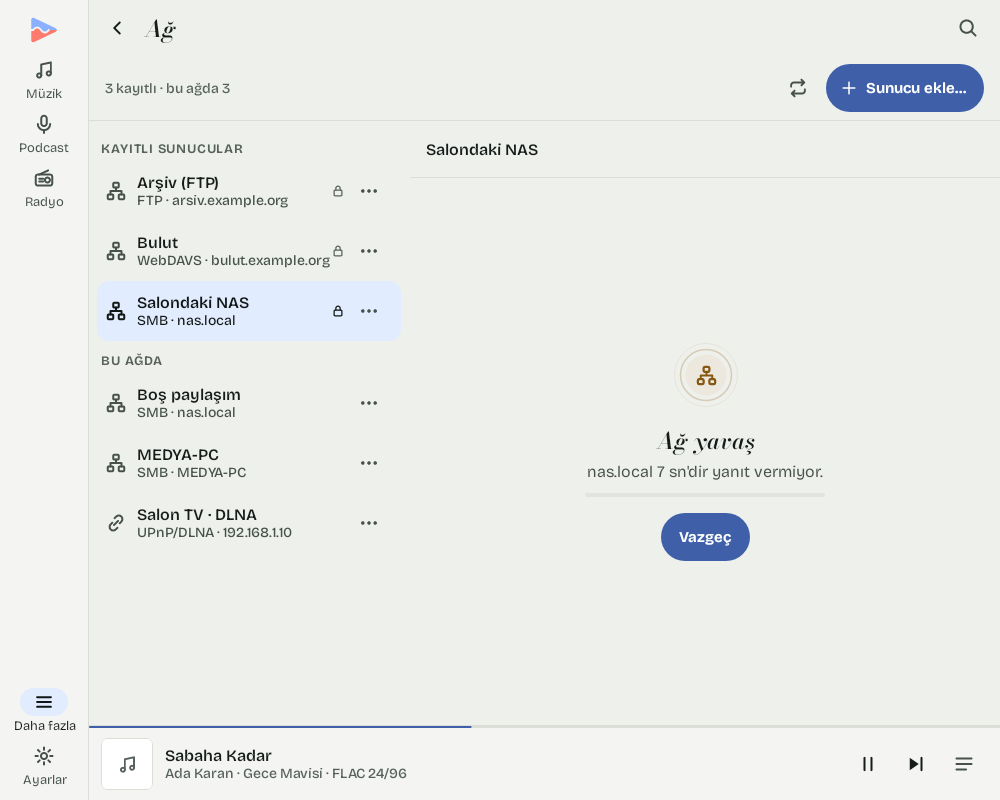 Ağ
3 kayıtlı · bu ağda 3
Sunucu ekle...
Müzik
Podcast
Radyo
KAYITLI SUNUCULAR
Arşiv (FTP)
FTP · arsiv.example.org
Bulut
WebDAVS · bulut.example.org
Salondaki NAS
SMB · nas.local
BU AĞDA
Boş paylaşım
SMB · nas.local
MEDYA-PC
SMB · MEDYA-PC
Salon TV · DLNA
UPnP/DLNA · 192.168.1.10
Salondaki NAS
Ağ yavaş
nas.local 7 sn'dir yanıt vermiyor.
Vazgeç
Daha fazla
Ayarlar
Sabaha Kadar
Ada Karan · Gece Mavisi · FLAC 24/96